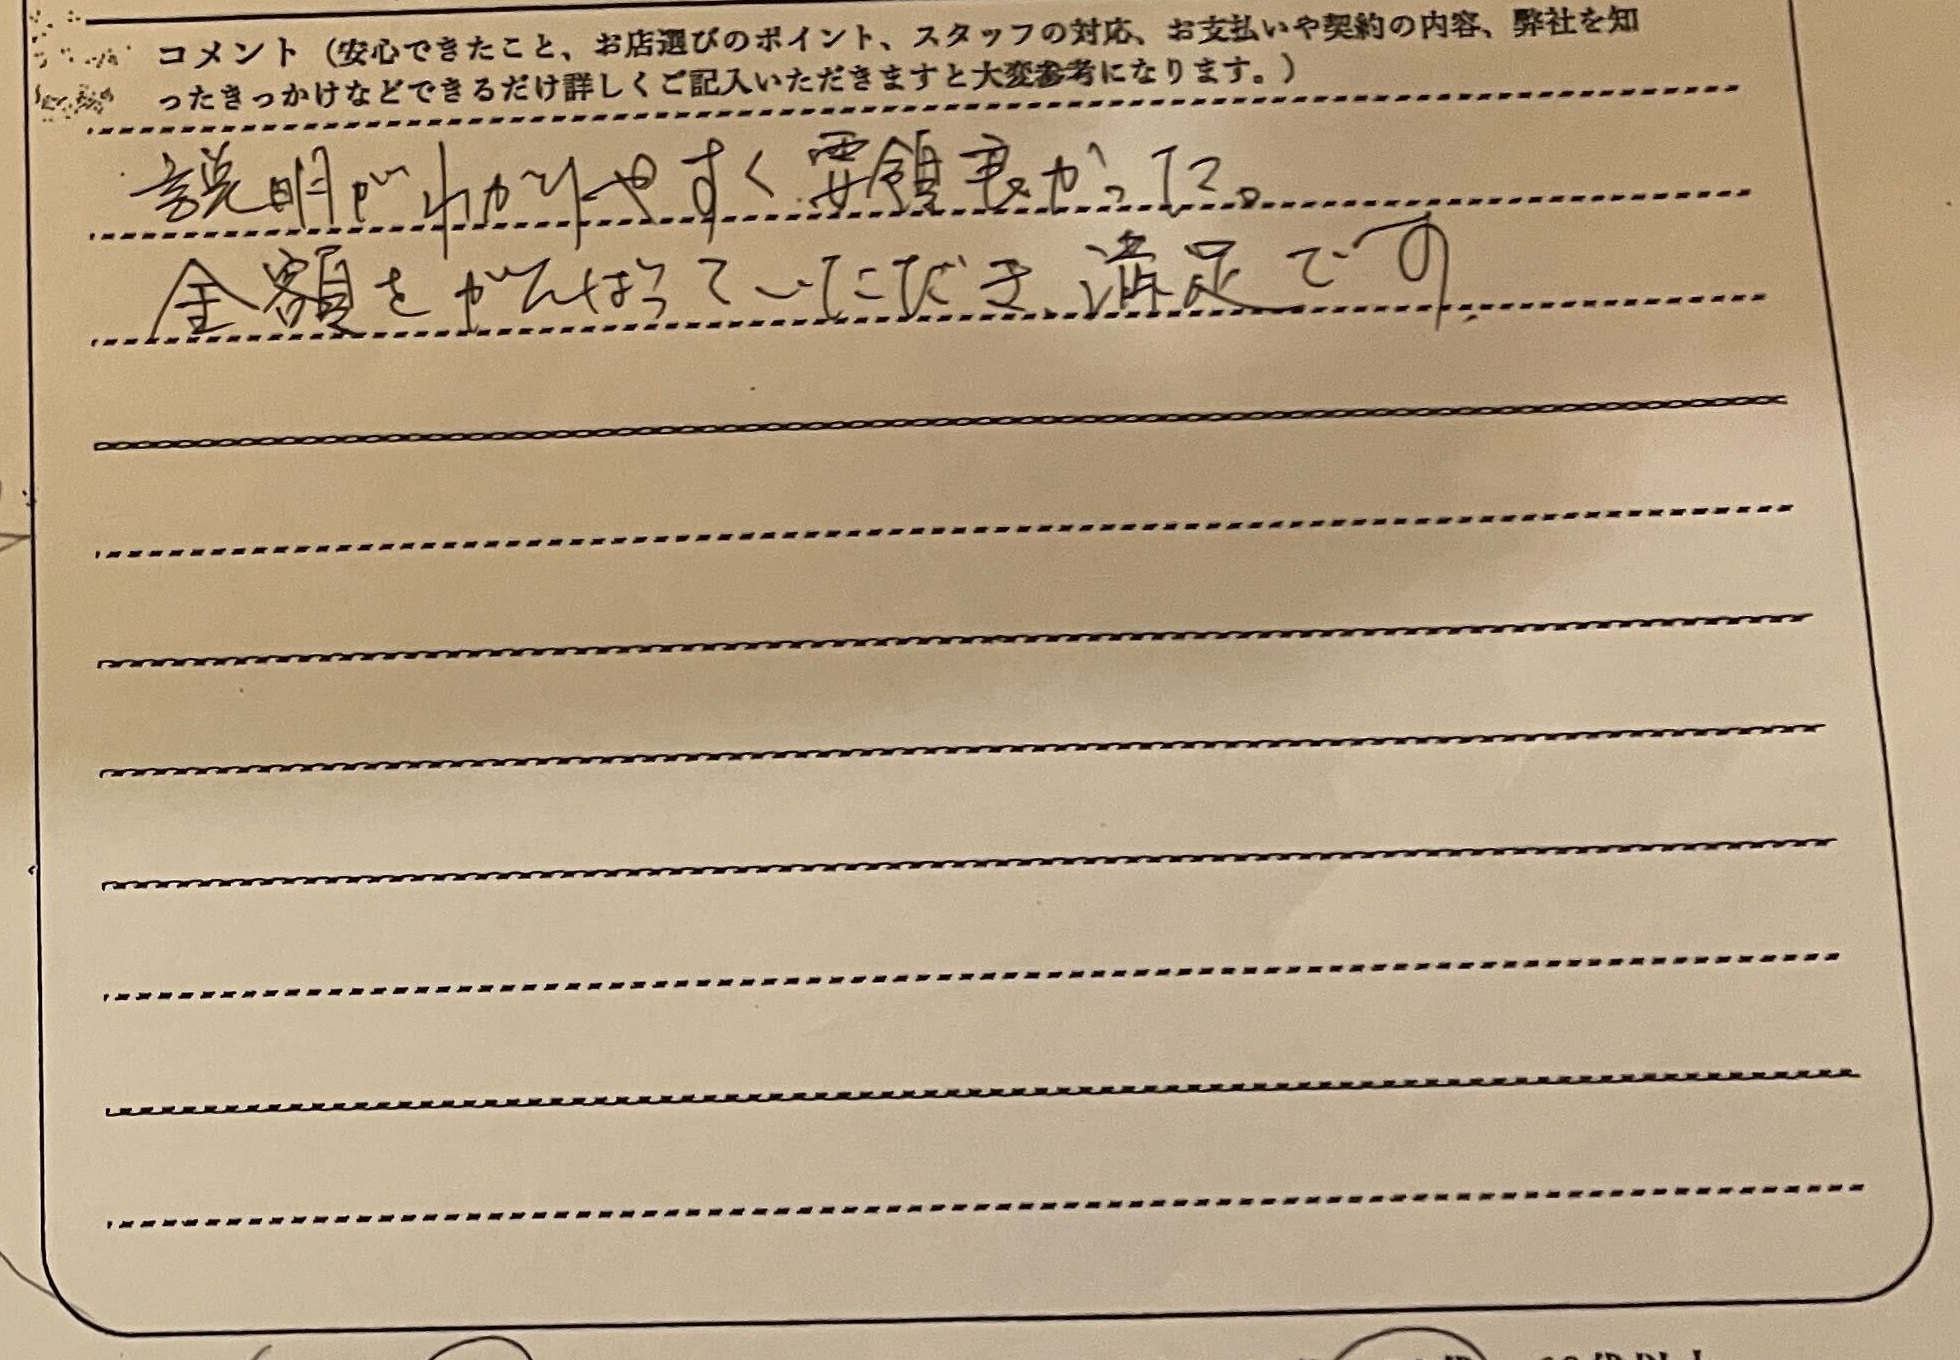 コメント（安心できたこと、お店選びのポイント、スタッフの対応、お支払いや契約の内容、弊社を知
ったきっかけなどできるだけ詳しくご記入いただきますと大変参考になります。）
説明がわかりやすく要領良かった。
金額をがんばっていただき、満足です